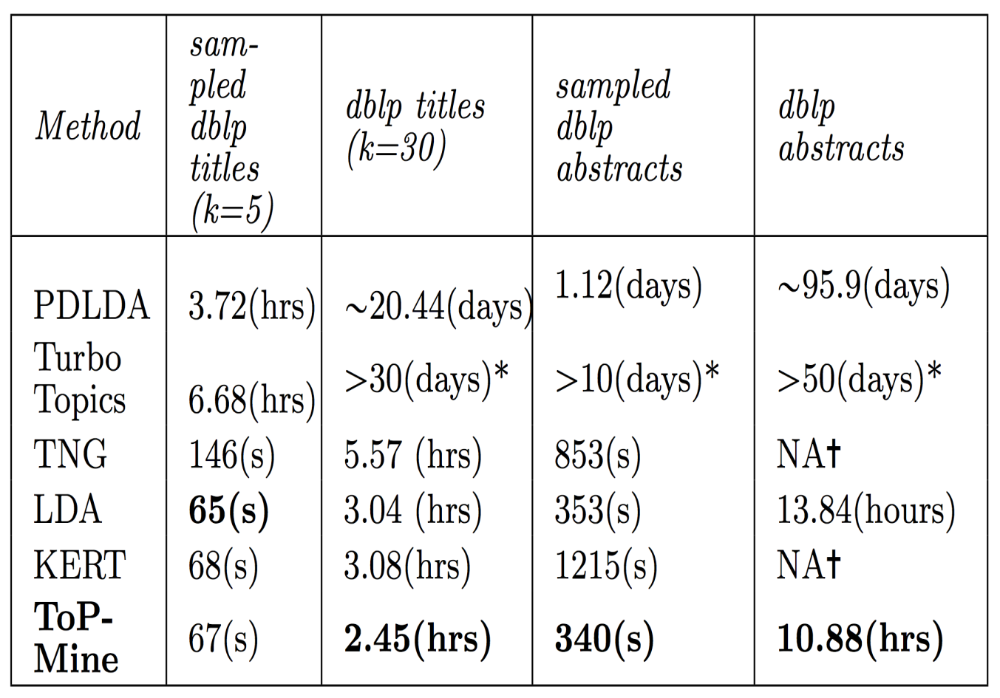 Method
sam-
pled
dblp
titles
(k=5)
dblp titles
(k=30)
sampled
dblp
abstracts
dblp
abstracts
PDLDA 3.72(hrs) ~20.44(days) 1.12(days) ~95.9(days)
Turbo
Topics 6.68(hrs) >30(days)* >10(days)* >50(days)*
TNG 146(s) 5.57 (hrs) 853(s) NA†
LDA 65(s) 3.04 (hrs) 353(s) 13.84(hours)
KERT 68(s) 3.08(hrs) 1215(s) NA†
ToP-
Mine 67(s) 2.45(hrs) 340(s) 10.88(hrs)